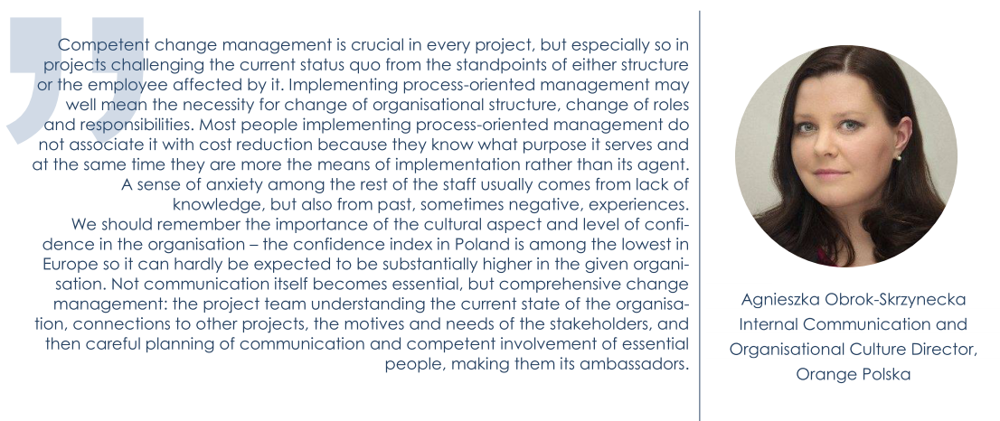 Competent change management is crucial in every project, but especially so in
projects challenging the current status quo from the standpoints of either structure
or the employee affected by it. Implementing process-oriented management may
well mean the necessity for change of organisational structure, change of roles
and responsibilities. Most people implementing process-oriented management do
not associate it with cost reduction because they know what purpose it serves and
at the same time they are more the means of implementation rather than its agent.
A sense of anxiety among the rest of the staff usually comes from lack of
knowledge, but also from past, sometimes negative, experiences.
We should remember the importance of the cultural aspect and level of confi-
dence in the organisation – the confidence index in Poland is among the lowest in
Europe so it can hardly be expected to be substantially higher in the given organi-
sation. Not communication itself becomes essential, but comprehensive change
management: the project team understanding the current state of the organisa-
tion, connections to other projects, the motives and needs of the stakeholders, and
then careful planning of communication and competent involvement of essential
people, making them its ambassadors.
Agnieszka Obrok-Skrzynecka
Internal Communication and
Organisational Culture Director,
Orange Polska